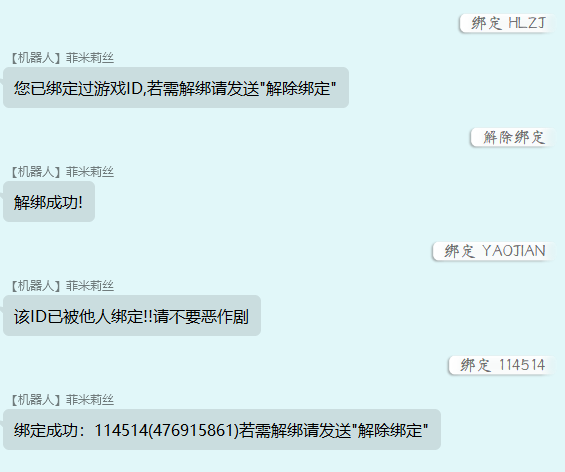 绑定 HLZJ
【机器人】菲米莉丝
您已绑定过游戏ID,若需解绑请发送"解除绑定"
解除绑定
【机器人】菲米莉丝
解绑成功!
绑定 YAOJIAN
【机器人】菲米莉丝
该ID已被他人绑定!!请不要恶作剧
绑定 114514
【机器人】菲米莉丝
绑定成功：114514(476915861)若需解绑请发送"解除绑定"